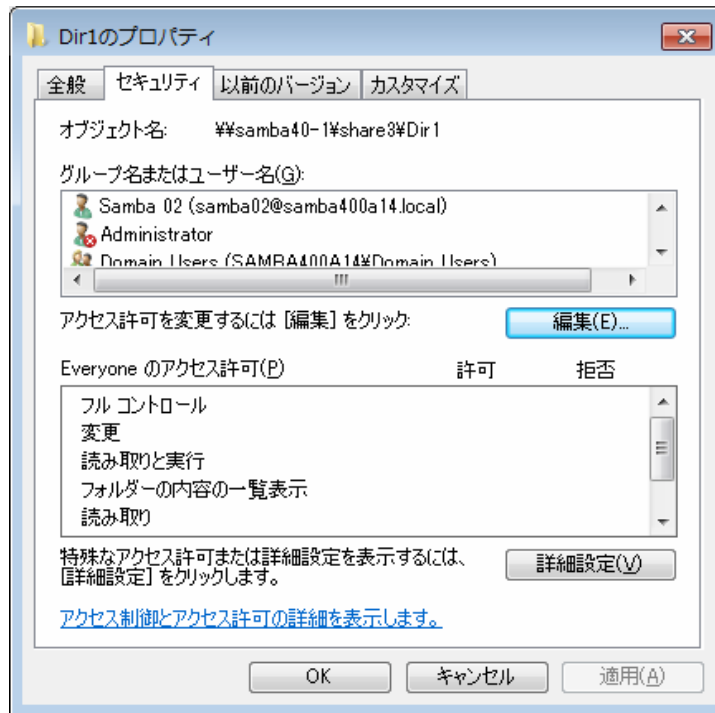 Dir1のプロパティ
全般 セキュリティ 以前のバージョン カスタマイズ
オブジェクト名: ¥¥samba40-1¥share3¥Dir1
グループ名またはユーザー名(G):
Samba 02 (samba02@samba400a14.local)
Administrator
Domain Users (SAMBA400A14¥Domain Users)
アクセス許可を変更するには [編集] をクリック:
編集(E)...
Everyone のアクセス許可(P) 許可 拒否
フル コントロール
変更
読み取りと実行
フォルダーの内容の一覧表示
読み取り
特殊なアクセス許可または詳細設定を表示するには、
[詳細設定] をクリックします。
詳細設定(V)
アクセス制御とアクセス許可の詳細を表示します。
OK キャンセル 適用(A)